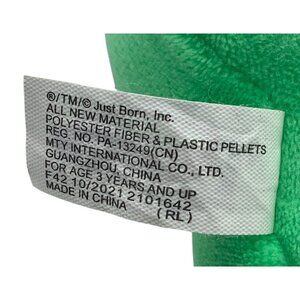 ®/TM/© Just Born, Inc.
ALL NEW MATERIAL
POLYESTER FIBER & PLASTIC PELLETS
REG. NO. PA-13249(CN)
MTY INTERNATIONAL CO., LTD.
GUANGZHOU, CHINA
FOR AGE 3 YEARS AND UP
F42 10/2021 2101642
MADE IN CHINA (RL)